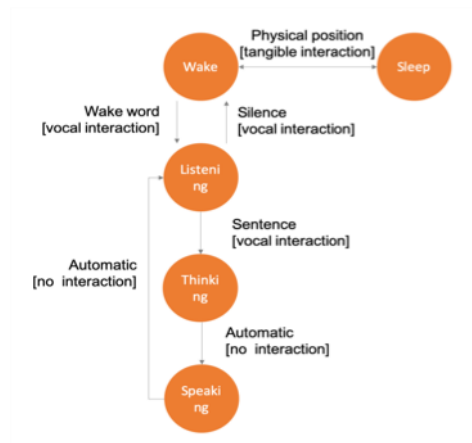 Physical position
[tangible interaction]
Wake
Sleep
Wake word
[vocal interaction]
Silence
[vocal interaction]
Listeni
ng
Sentence
[vocal interaction]
Automatic
[no  interaction]
Thinki
ng
Automatic
[no  interaction]
Speaki
ng